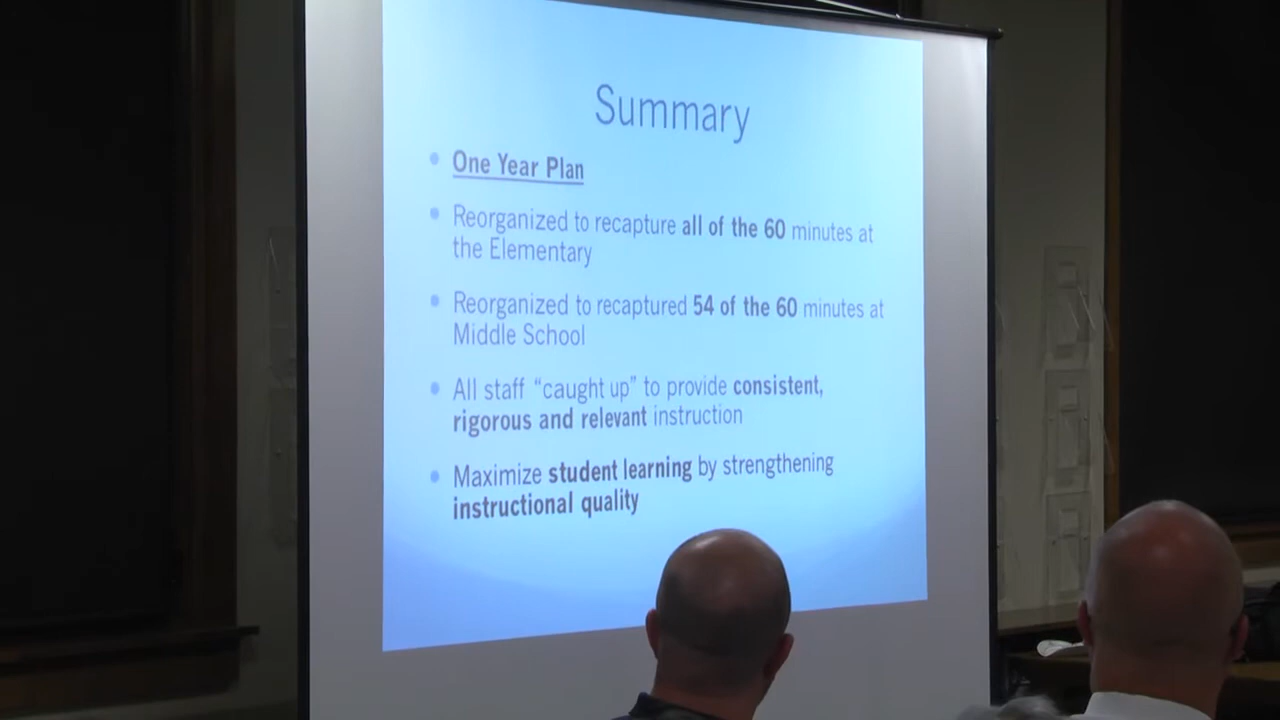 Summary
One Year Plan
Reorganized to recapture all of the 60 minutes at
the Elementary
Reorganized to recaptured 54 of the 60 minutes at
Middle School
All staff “caught up” to provide consistent,
rigorous and relevant instruction
Maximize student learning by strengthening
instructional quality